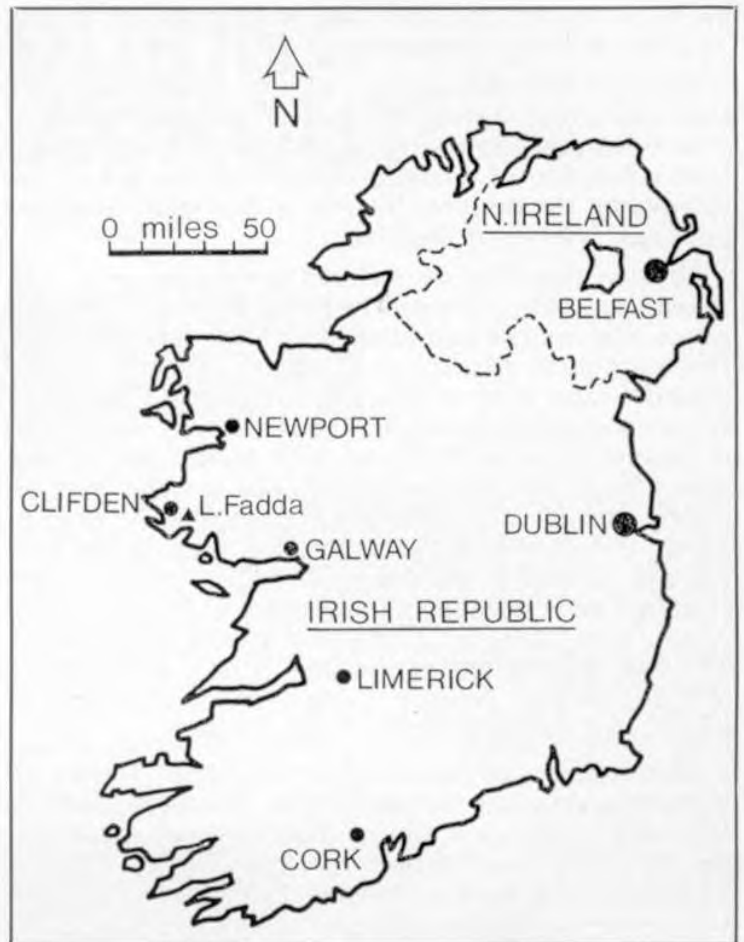 N
0 miles 50
N.IRELAND
BELFAST
NEWPORT
CLIFDEN
L.Fadda
DUBLIN
GALWAY
IRISH REPUBLIC
LIMERICK
CORK